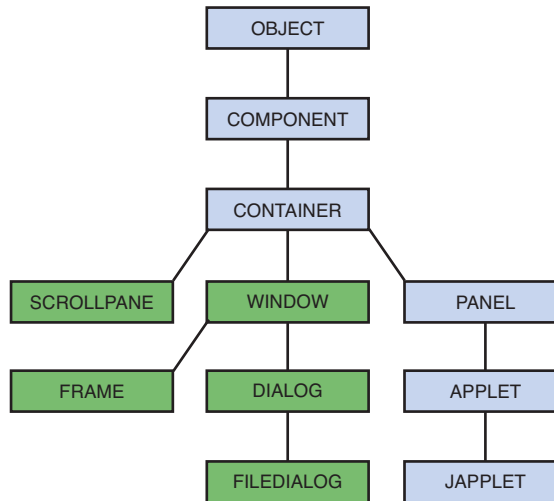 OBJECT
COMPONENT
CONTAINER
SCROLLPANE
WINDOW
PANEL
FRAME
DIALOG
APPLET
FILEDIALOG
JAPPLET